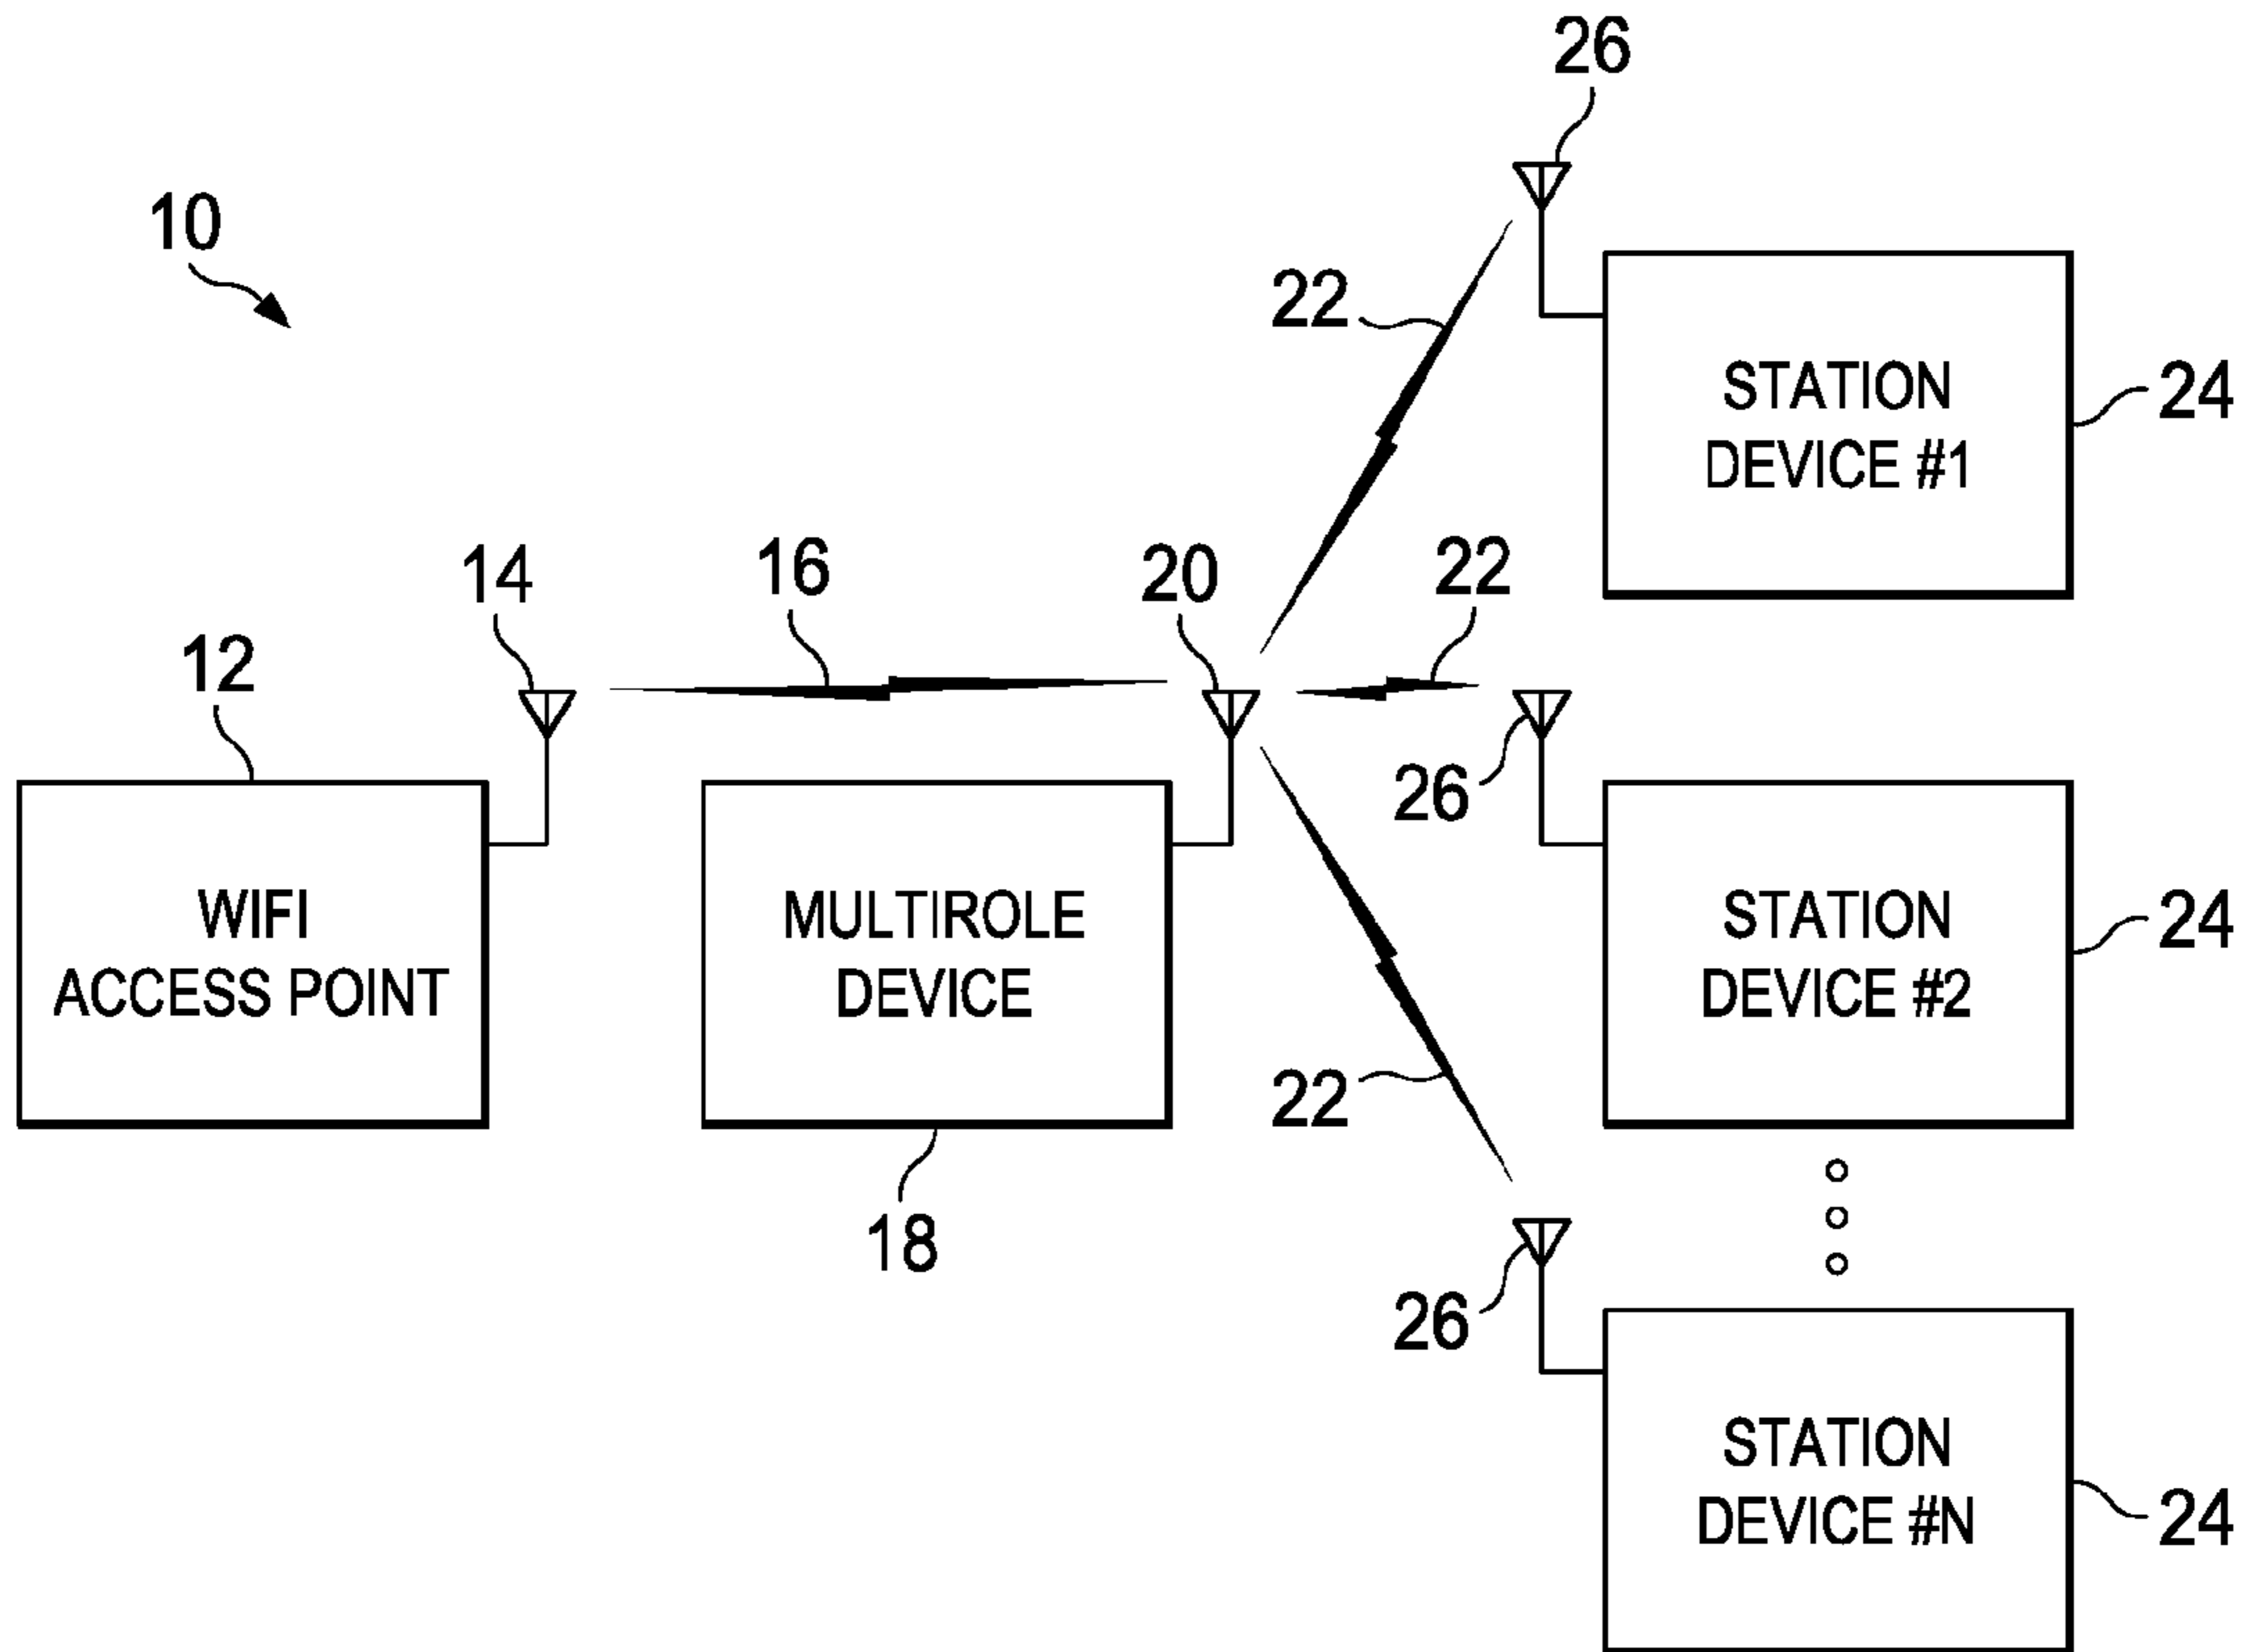 26
10
22
STATION
DEVICE #1
24
14
16
20
22
12
26
WIFI
ACCESS POINT
MULTIROLE
DEVICE
STATION
DEVICE #2
24
22
18
26
STATION
DEVICE #N
24